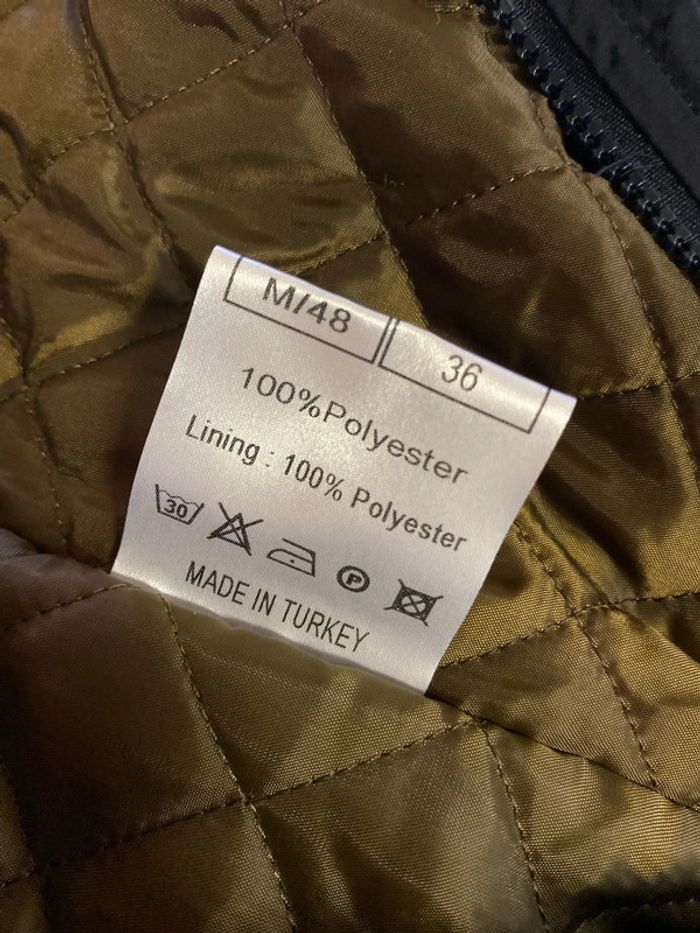 M/48 36
100%Polyester
Lining : 100% Polyester
30 P
MADE IN TURKEY